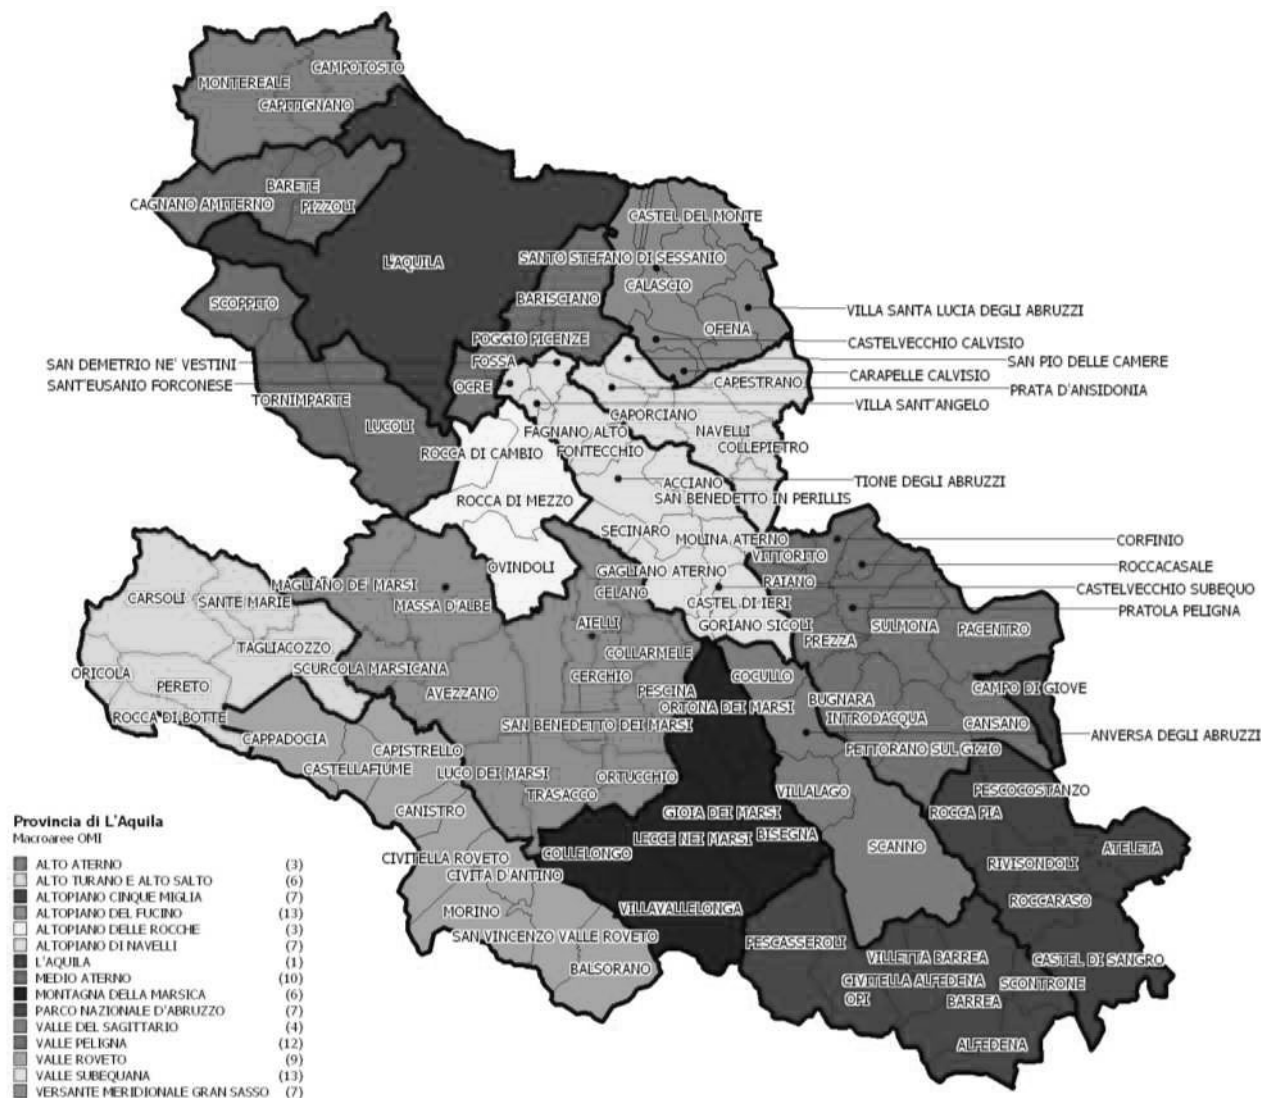 CAMPOTOSTO
MONTEREALE
CAPITIGNANO
BARETE
CAGNANO AMITERNO
PIZZOLI
CASTEL DEL MONTE
L'AQUILA
SANTO STEFANO DI SESSANIO
CALASCIO
SCOPPITO
BARISCIANO
VILLA SANTA LUCIA DEGLI ABRUZZI
OFENA
POGGIO PICENZE
CASTELVECCHIO CALVISIO
SAN DEMETRIO NE' VESTINI
FOSSA
SAN PIO DELLE CAMERE
SANT'EUSANIO FORCONESE
OCRE
CAPESTRANO
CARAPELLE CALVISIO
PRATA D'ANSIDONIA
TORNIMPARTE
VILLA SANT'ANGELO
CAPORCIANO
LUCOLI
FAGNANO ALTO
NAVELLI
COLLEPIETRO
ROCCA DI CAMBIO
FONTECCHIO
ACCIANO
TIONE DEGLI ABRUZZI
ROCCA DI MEZZO
SAN BENEDETTO IN PERILLIS
SECINARO
MOLINA ATERNO
CORFINIO
VITTORITO
OVINDOLI
GAGLIANO ATERNO
ROCCACASALE
MAGLIANO DE' MARSI
RAIANO
CARSOLI
SANTE MARIE
MASSA D'ALBE
CELANO
CASTEL DI IERI
CASTELVECCHIO SUBEQUO
AIELLI
GORIANO SICOLI
PRATOLA PELIGNA
TAGLIACOZZO
COLLARMELE
PREZZA
SULMONA
PACENTRO
ORICOLA
SCURCOLA MARSICANA
CERCHIO
COCULLO
PERETO
AVEZZANO
PESCINA
BUGNARA
CAMPO DI GIOVE
ORTONA DEI MARSI
ROCCA DI BOTTE
SAN BENEDETTO DEI MARSI
INTRODACQUA
CANSANO
ANVERSA DEGLI ABRUZZI
CAPPADOCIA
CAPISTRELLO
PETTORANO SUL GIZIO
CASTELLAFIUME
LUCO DEI MARSI
ORTUCCHIO
TRASACCO
VILLALAGO
PESCOCOSTANZO
CANISTRO
GIOIA DEI MARSI
ROCCA PIA
LECCE NEI MARSI
BISEGNA
SCANNO
ATELETA
CIVITELLA ROVETO
COLLELONGO
RIVISONDOLI
CIVITA D'ANTINO
ROCCARASO
MORINO
VILLAVALLELONGA
SAN VINCENZO VALLE ROVETO
PESCASSEROLI
VILLETTA BARREA
CASTEL DI SANGRO
BALSORANO
CIVITELLA ALFEDENA
SCONTRONE
OPI
BARREA
ALFEDENA
Provincia di L'Aquila
Macroaree OMI
ALTO ATERNO (3)
ALTO TURANO E ALTO SALTO (6)
ALTOPIANO CINQUE MIGLIA (7)
ALTOPIANO DEL FUCINO (13)
ALTOPIANO DELLE ROCCHE (3)
ALTOPIANO DI NAVELLI (7)
L'AQUILA (1)
MEDIO ATERNO (10)
MONTAGNA DELLA MARSICA (6)
PARCO NAZIONALE D'ABRUZZO (7)
VALLE DEL SAGITTARIO (4)
VALLE PELIGNA (12)
VALLE ROVETO (9)
VALLE SUBEQUANA (13)
VERSANTE MERIDIONALE GRAN SASSO (7)